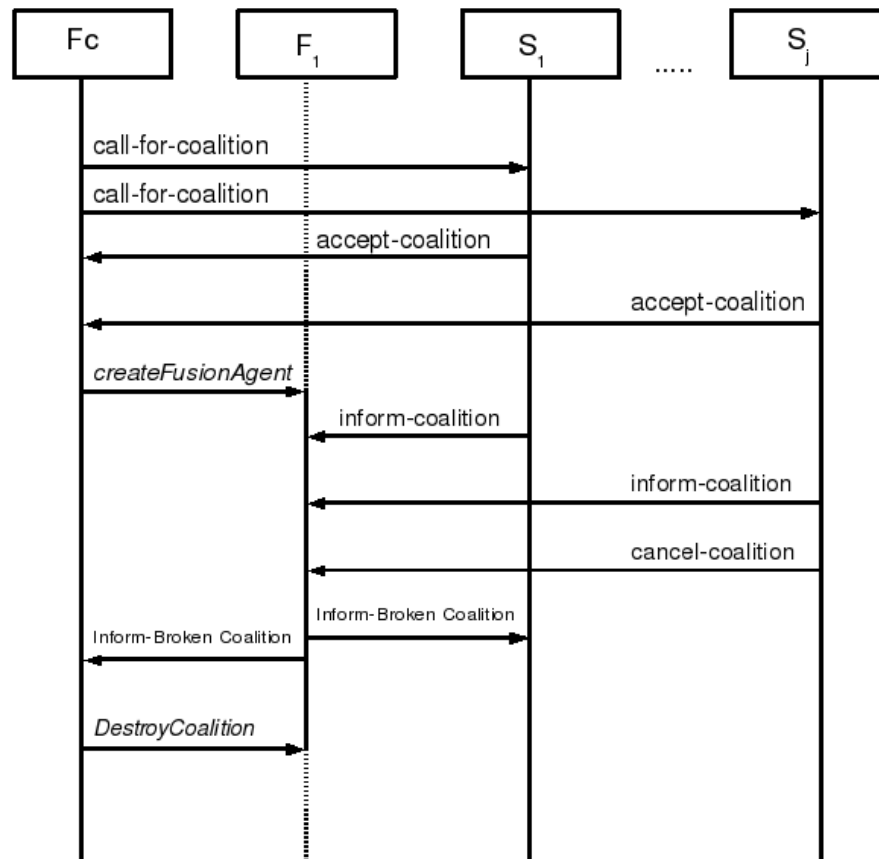 Fc
F1
S1
.....
Sj
call-for-coalition
call-for-coalition
accept-coalition
accept-coalition
createFusionAgent
inform-coalition
inform-coalition
cancel-coalition
Inform-Broken Coalition
Inform-Broken Coalition
DestroyCoalition